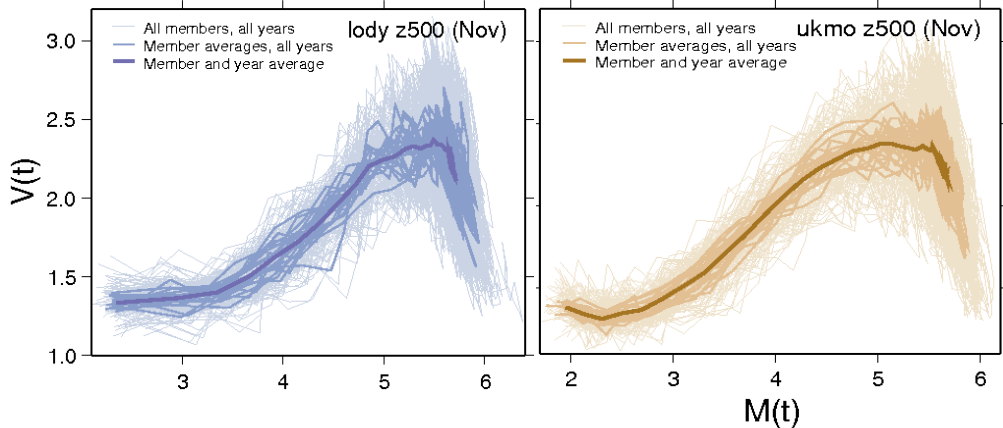 lody z500 (Nov)
All members, all years
Member averages, all years
Member and year average
V(t)
3.0
2.5
2.0
1.5
1.0
3 4 5 6
ukmo z500 (Nov)
All members, all years
Member averages, all years
Member and year average
2 3 4 5 6
M(t)